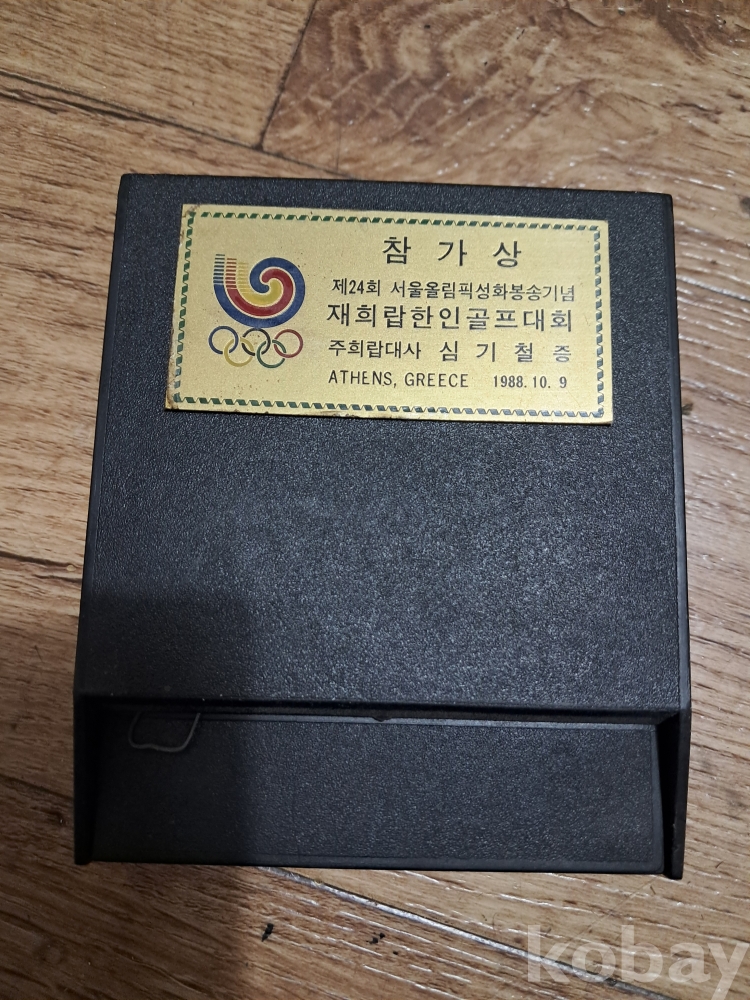 참 가 상
제24회 서울올림픽성화봉송기념
재희랍한인골프대회
주희랍대사 심 기 철 증
ATHENS, GREECE 1988. 10. 9
kobay